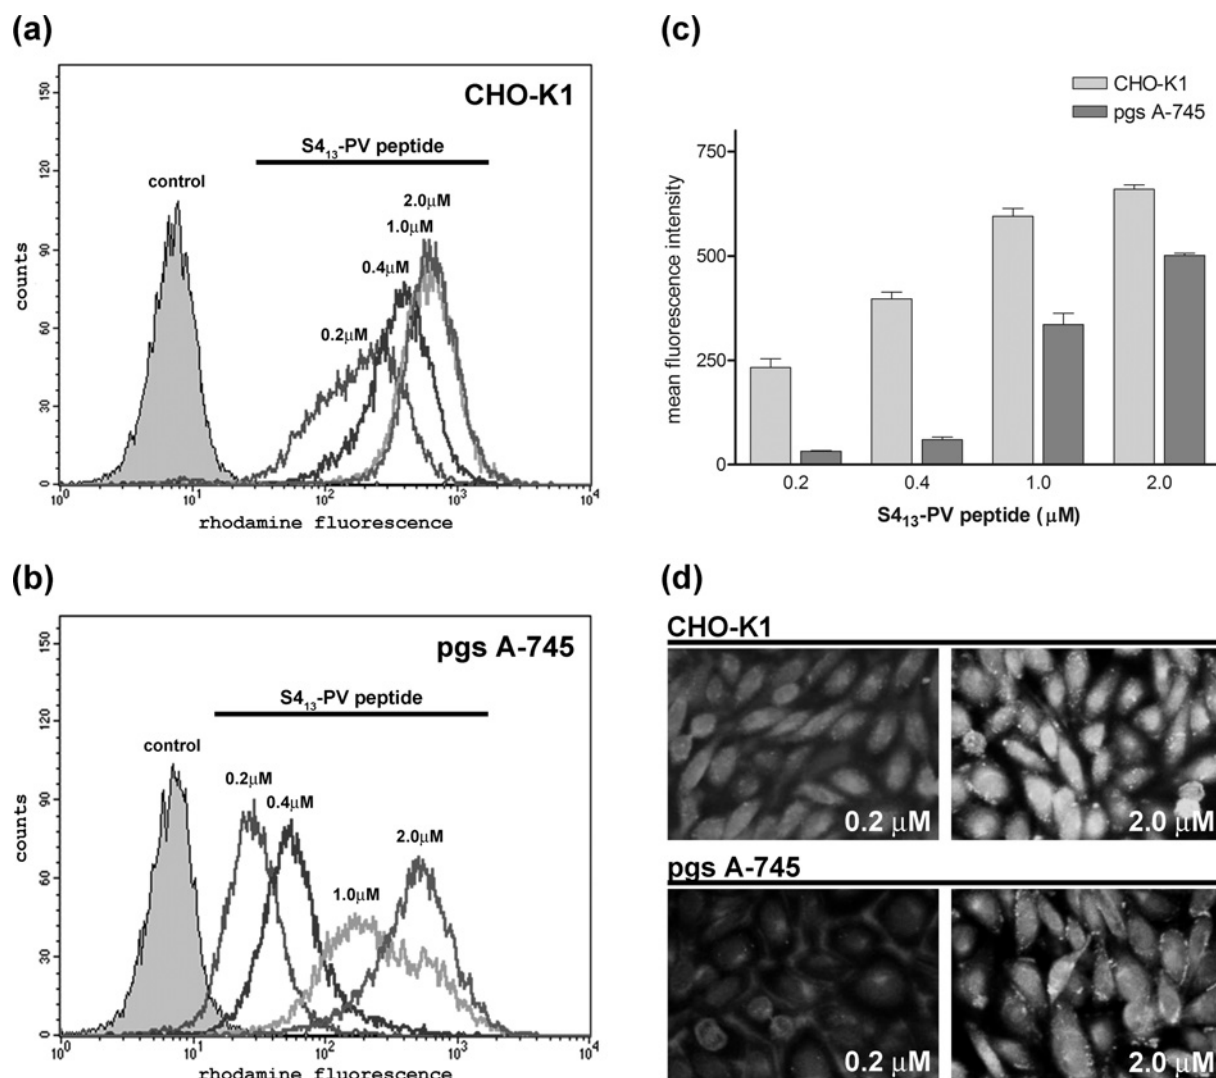 (a)
CHO-K1
S4₁₃-PV peptide
control
2.0µM
1.0µM
0.4µM
0.2µM
counts
150
120
90
60
30
0
10⁰ 10¹ 10² 10³ 10⁴
rhodamine fluorescence
(b)
pgs A-745
S4₁₃-PV peptide
control
0.2µM
0.4µM
2.0µM
1.0µM
counts
150
120
90
60
30
0
10⁰ 10¹ 10² 10³ 10⁴
rhodamine fluorescence
(c)
CHO-K1
pgs A-745
mean fluorescence intensity
750
500
250
0
0.2 0.4 1.0 2.0
S4₁₃-PV peptide (µM)
(d)
CHO-K1
0.2 µM
2.0 µM
pgs A-745
0.2 µM
2.0 µM